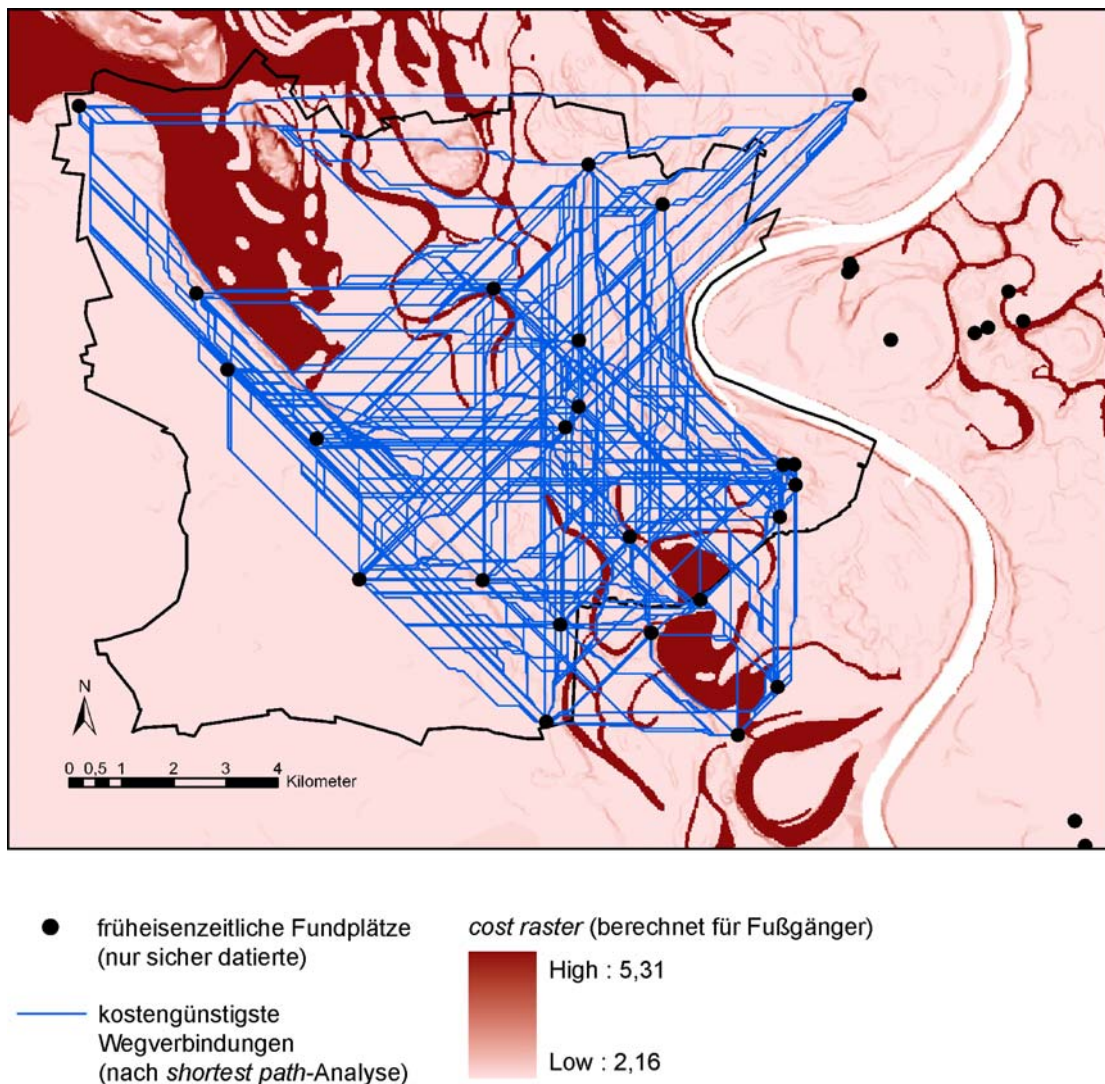 N
0 0,5 1 2 3 4
Kilometer
früheisenzeitliche Fundplätze
(nur sicher datierte)
kostengünstigste
Wegverbindungen
(nach shortest path-Analyse)
cost raster (berechnet für Fußgänger)
High : 5,31
Low : 2,16